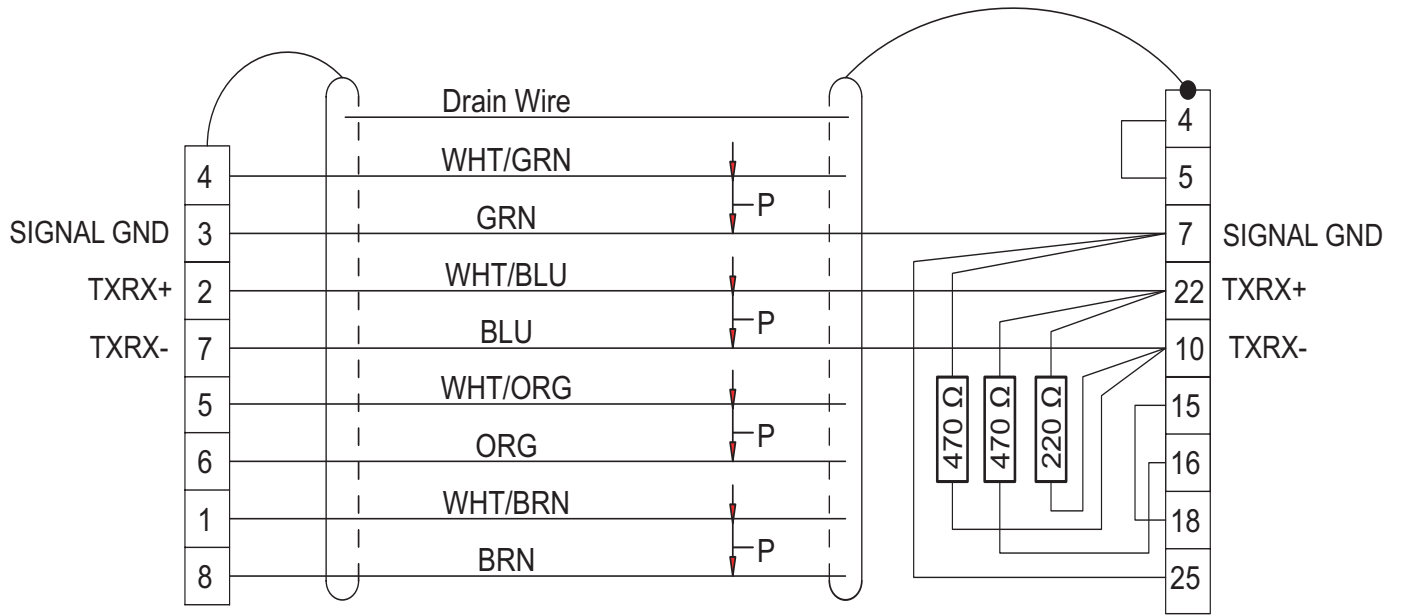 Drain Wire
4
WHT/GRN
4
5
P
SIGNAL GND 3
GRN
7 SIGNAL GND
TXRX+ 2
WHT/BLU
22 TXRX+
P
TXRX- 7
BLU
10 TXRX-
5
WHT/ORG
15
P
6
ORG
16
1
WHT/BRN
18
P
8
BRN
25
470 Ω
470 Ω
220 Ω